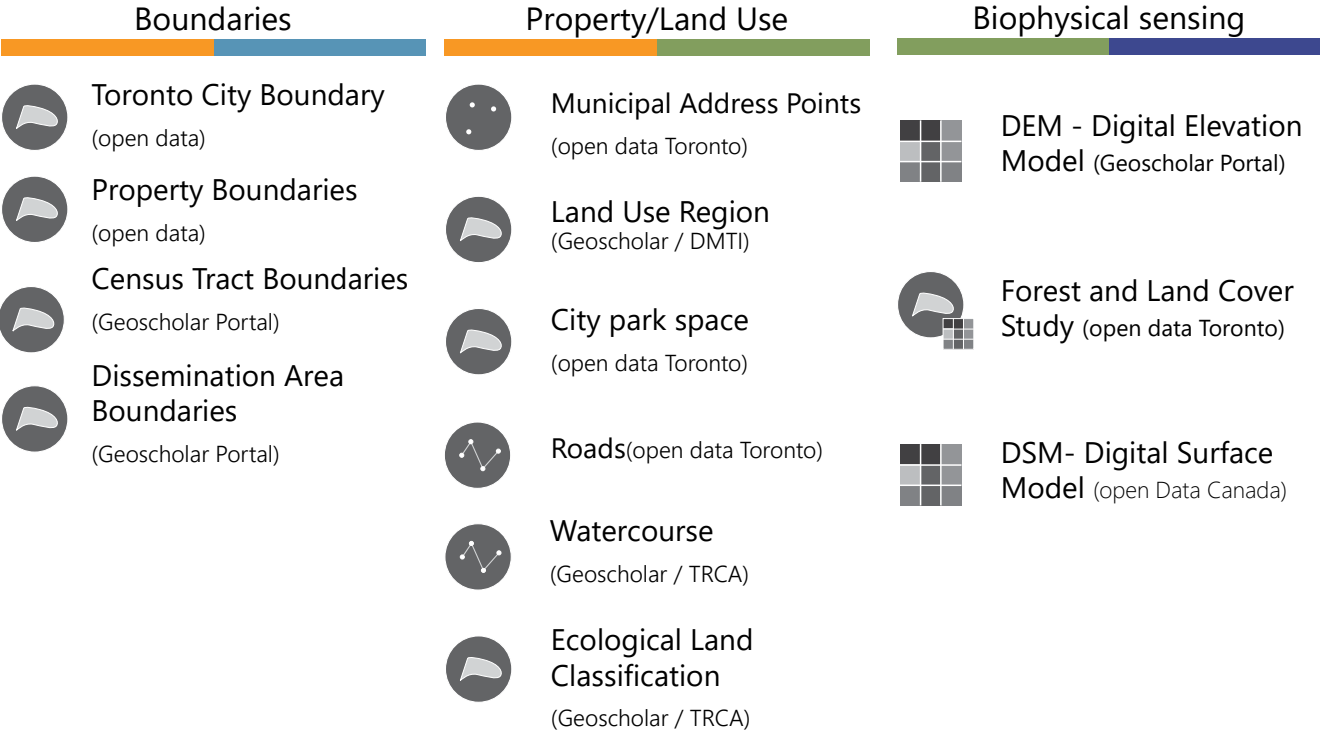 Boundaries
Toronto City Boundary
(open data)
Property Boundaries
(open data)
Census Tract Boundaries
(Geoscholar Portal)
Dissemination Area
Boundaries
(Geoscholar Portal)
Property/Land Use
Municipal Address Points
(open data Toronto)
Land Use Region
(Geoscholar / DMTI)
City park space
(open data Toronto)
Roads(open data Toronto)
Watercourse
(Geoscholar / TRCA)
Ecological Land
Classification
(Geoscholar / TRCA)
Biophysical sensing
DEM - Digital Elevation
Model (Geoscholar Portal)
Forest and Land Cover
Study (open data Toronto)
DSM- Digital Surface
Model (open Data Canada)